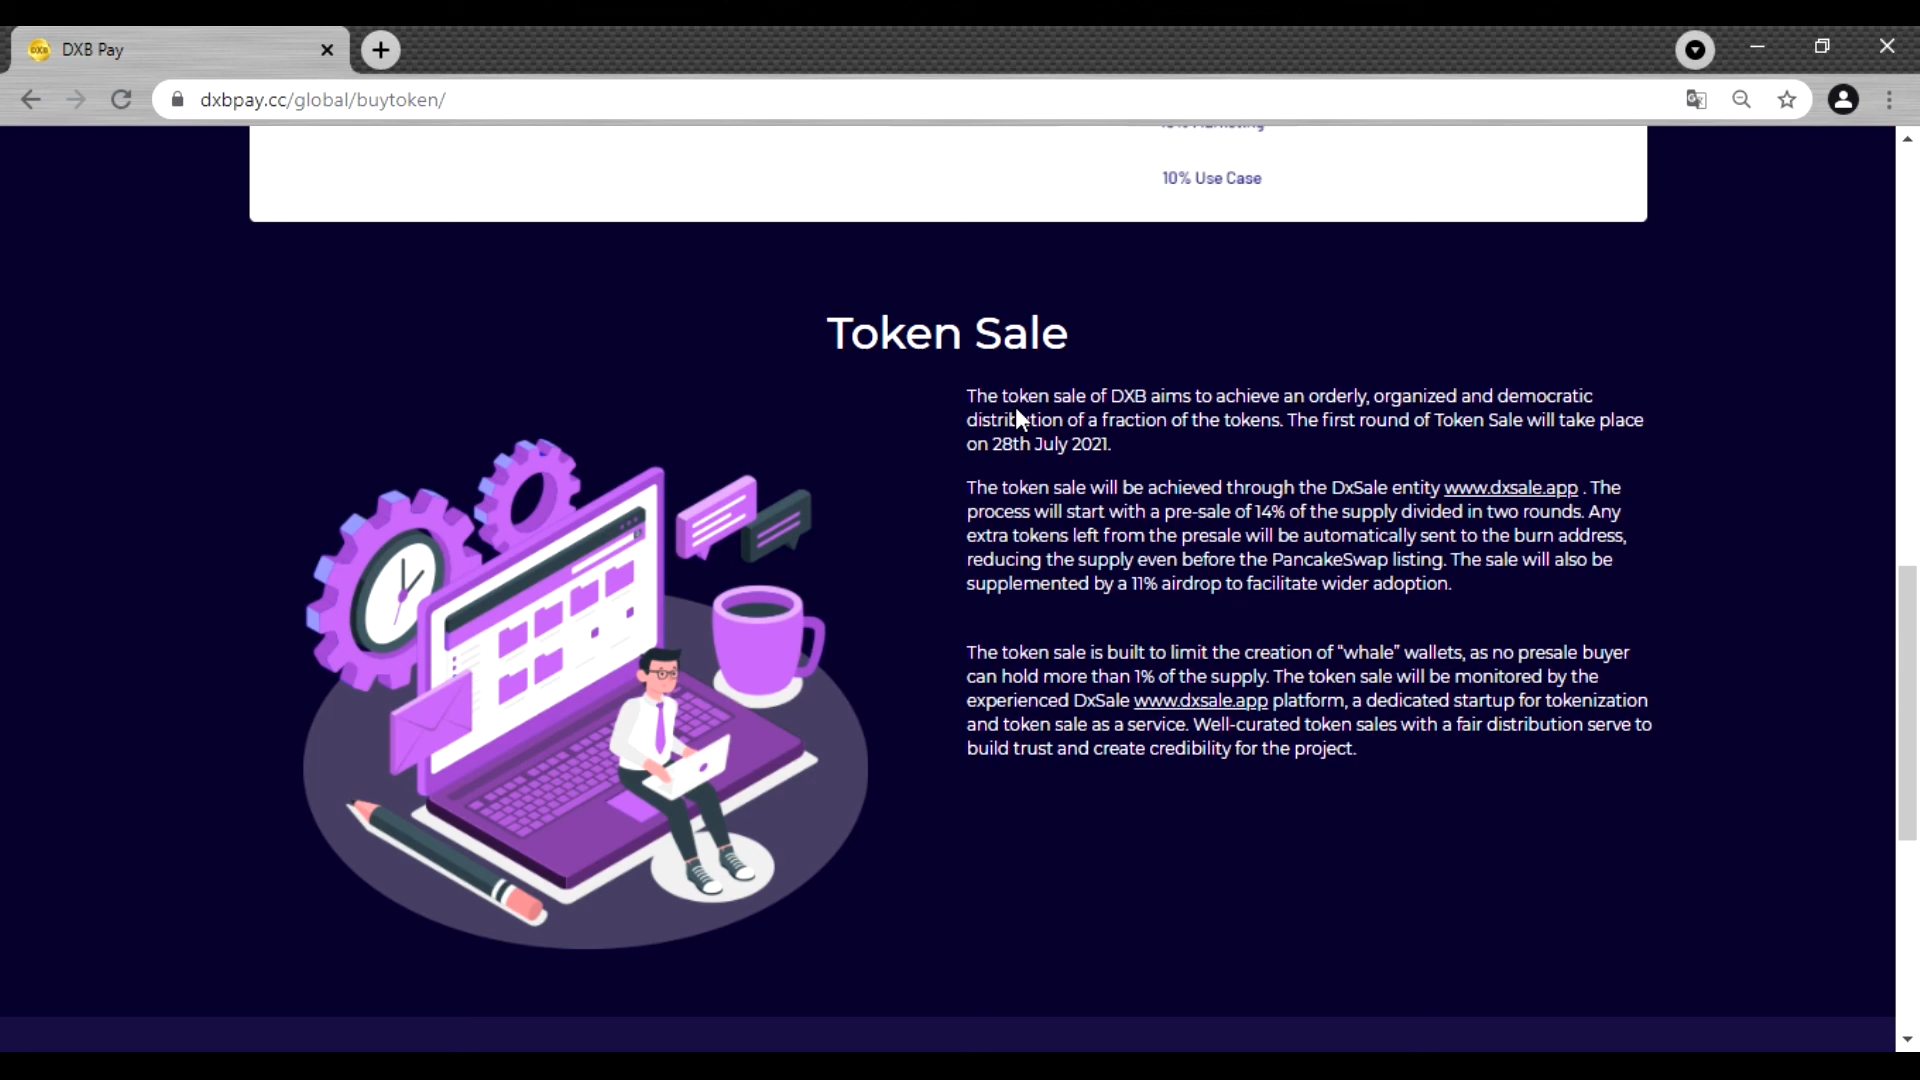 DXB Pay
dxbpay.cc/global/buytoken/
10% Use Case
Token Sale
The token sale of DXB aims to achieve an orderly, organized and democratic
distribution of a fraction of the tokens. The first round of Token Sale will take place
on 28th July 2021.
The token sale will be achieved through the DxSale entity www.dxsale.app . The
process will start with a pre-sale of 14% of the supply divided in two rounds. Any
extra tokens left from the presale will be automatically sent to the burn address,
reducing the supply even before the PancakeSwap listing. The sale will also be
supplemented by a 11% airdrop to facilitate wider adoption.
The token sale is built to limit the creation of “whale” wallets, as no presale buyer
can hold more than 1% of the supply. The token sale will be monitored by the
experienced DxSale www.dxsale.app platform, a dedicated startup for tokenization
and token sale as a service. Well-curated token sales with a fair distribution serve to
build trust and create credibility for the project.